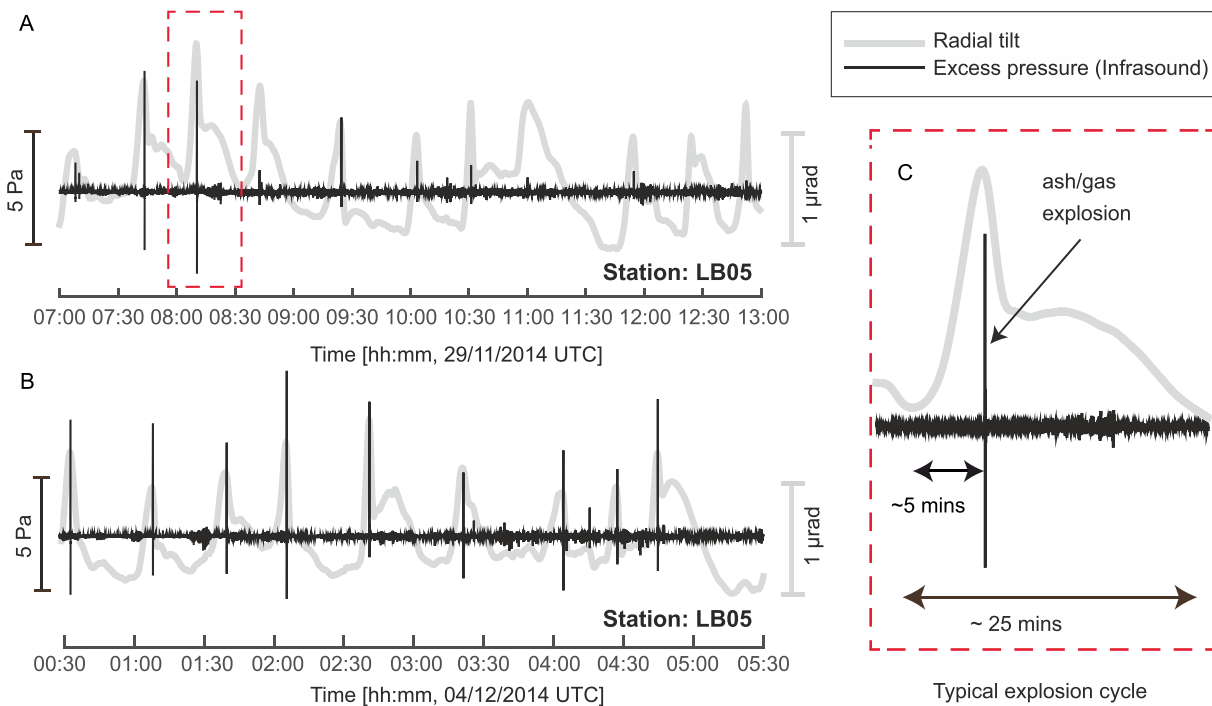 A
5 Pa
1 μrad
Station: LB05
07:00 07:30 08:00 08:30 09:00 09:30 10:00 10:30 11:00 11:30 12:00 12:30 13:00
Time [hh:mm, 29/11/2014 UTC]
B
5 Pa
1 μrad
Station: LB05
00:30 01:00 01:30 02:00 02:30 03:00 03:30 04:00 04:30 05:00 05:30
Time [hh:mm, 04/12/2014 UTC]
Radial tilt
Excess pressure (Infrasound)
C
ash/gas
explosion
~5 mins
~ 25 mins
Typical explosion cycle